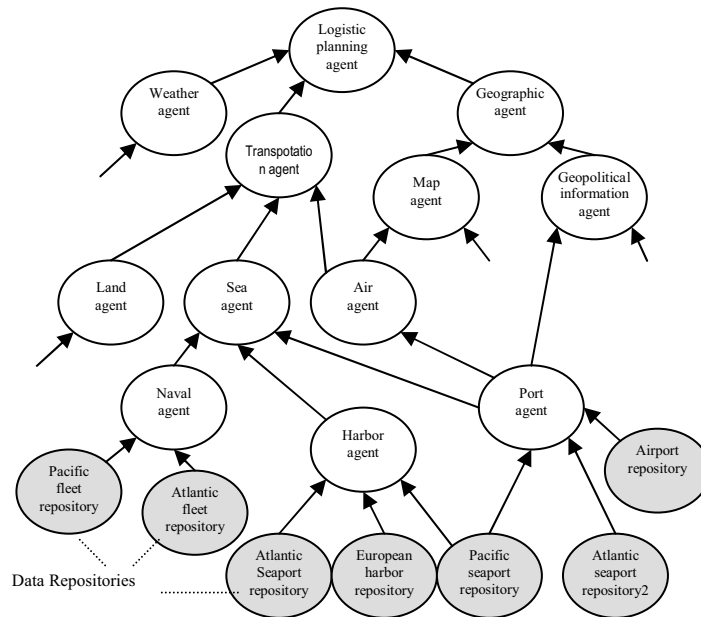 Logistic
planning
agent
Weather
agent
Geographic
agent
Transpotatio
n agent
Map
agent
Geopolitical
information
agent
Land
agent
Sea
agent
Air
agent
Naval
agent
Port
agent
Harbor
agent
Airport
repository
Pacific
fleet
repository
Atlantic
fleet
repository
Data Repositories
Atlantic
Seaport
repository
European
harbor
repository
Pacific
seaport
repository
Atlantic
seaport
repository2